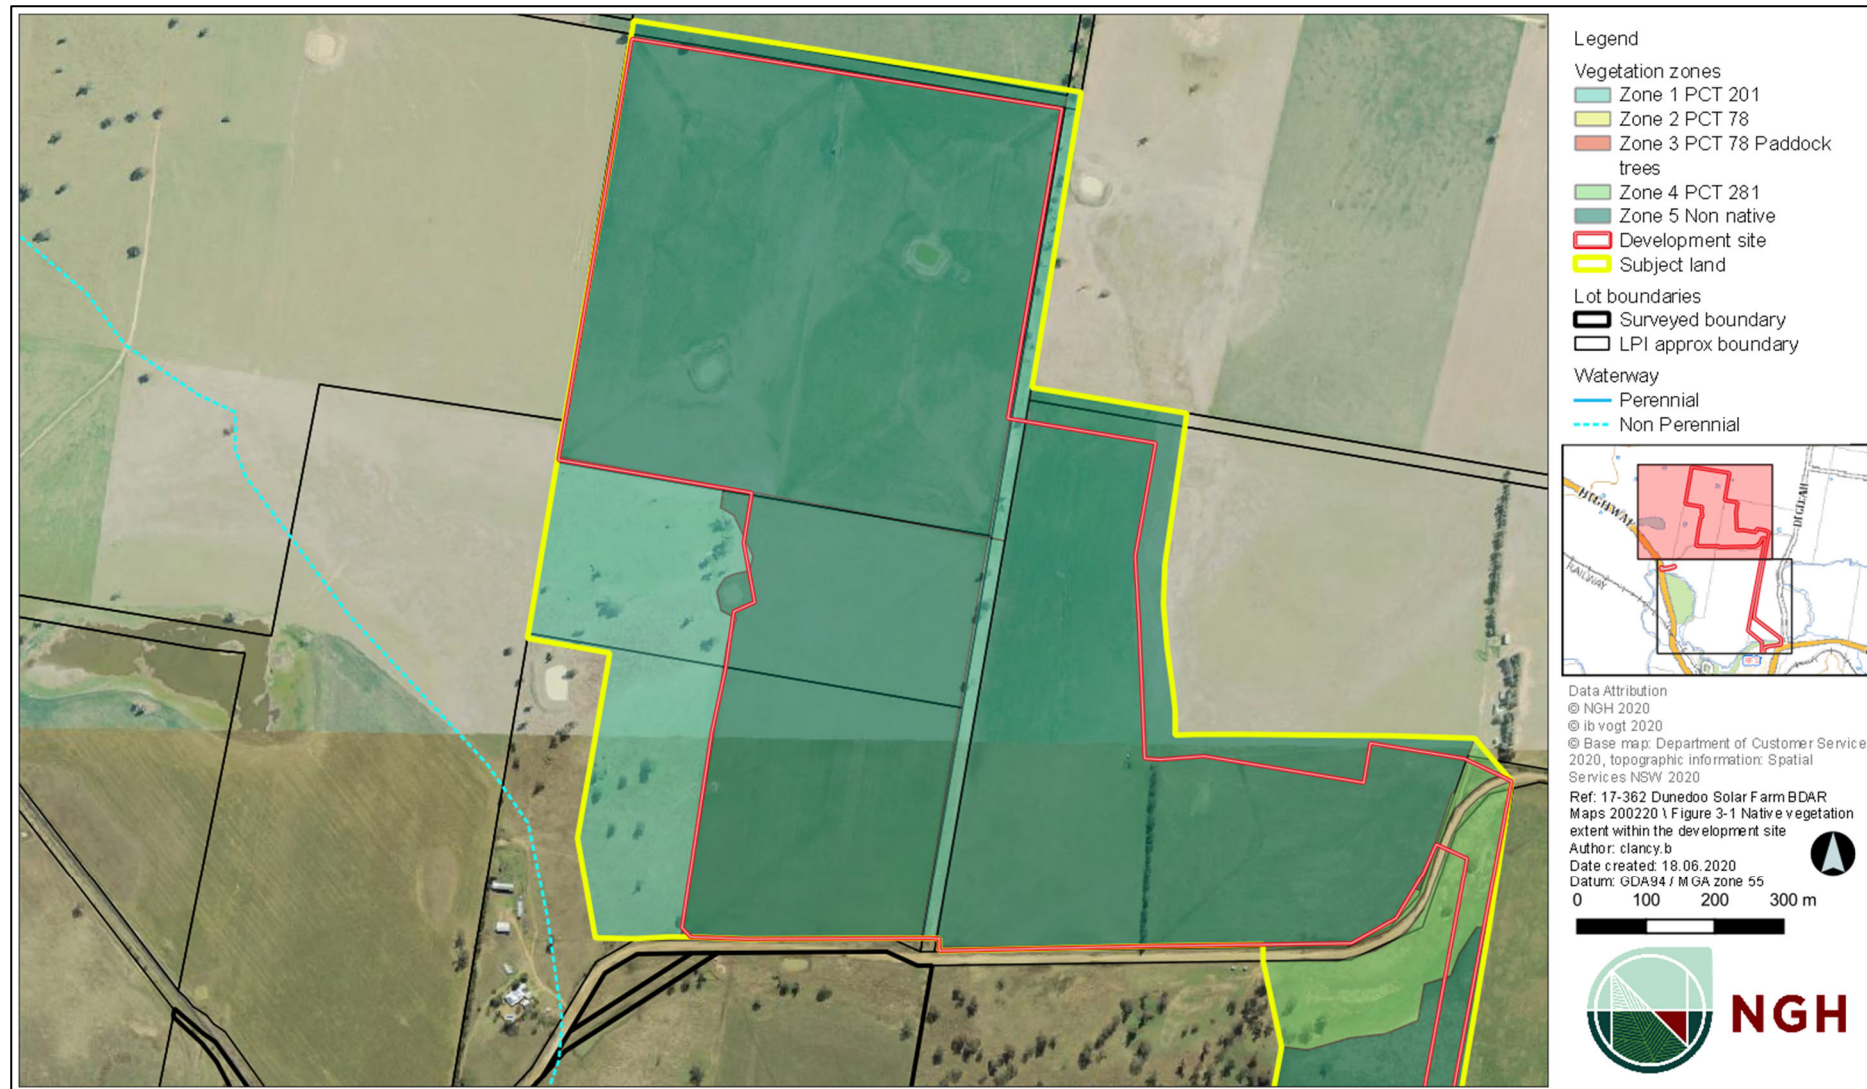 Legend
Vegetation zones
Zone 1 PCT 201
Zone 2 PCT 78
Zone 3 PCT 78 Paddock
trees
Zone 4 PCT 281
Zone 5 Non native
Development site
Subject land
Lot boundaries
Surveyed boundary
LPI approx boundary
Waterway
Perennial
Non Perennial
HIGHWAY
RAILWAY
Data Attribution
© NGH 2020
© ib vogt 2020
© Base map: Department of Customer Service
2020, topographic information: Spatial
Services NSW 2020
Ref: 17-362 Dunedoo Solar Farm BDAR
Maps 200220 \ Figure 3-1 Native vegetation
extent within the development site
Author: clancy.b
Date created: 18.06.2020
Datum: GDA94 / MGA zone 55
0 100 200 300 m
NGH